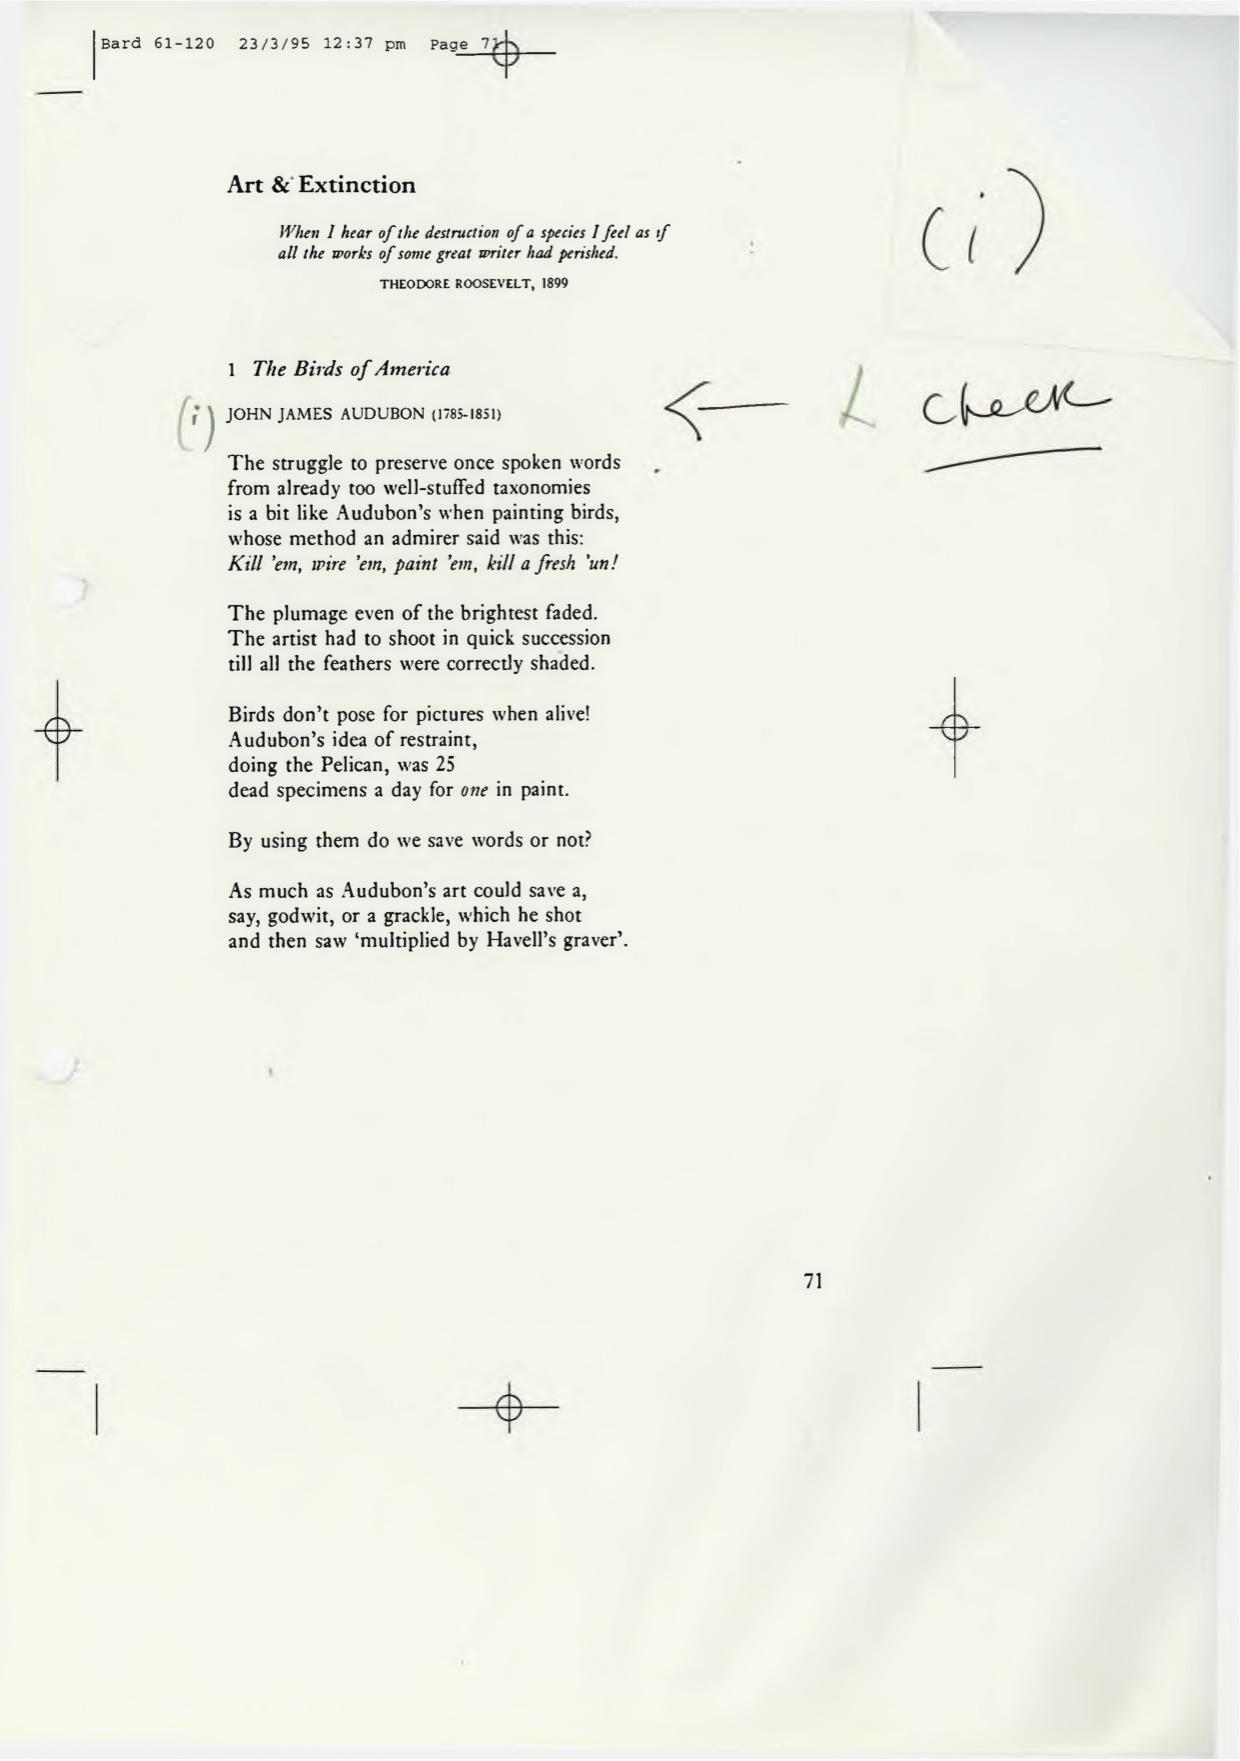 Bard 61-120 23/3/95 12:37 pm Page 71
Art & Extinction
(i)
When I hear of the destruction of a species I feel as if
all the works of some great writer had perished.
THEODORE ROOSEVELT, 1899
1 The Birds of America
(i) JOHN JAMES AUDUBON (1785-1851)
check
The struggle to preserve once spoken words
from already too well-stuffed taxonomies
is a bit like Audubon's when painting birds,
whose method an admirer said was this:
Kill 'em, wire 'em, paint 'em, kill a fresh 'un!
The plumage even of the brightest faded.
The artist had to shoot in quick succession
till all the feathers were correctly shaded.
Birds don't pose for pictures when alive!
Audubon's idea of restraint,
doing the Pelican, was 25
dead specimens a day for one in paint.
By using them do we save words or not?
As much as Audubon's art could save a,
say, godwit, or a grackle, which he shot
and then saw 'multiplied by Havell's graver'.
71